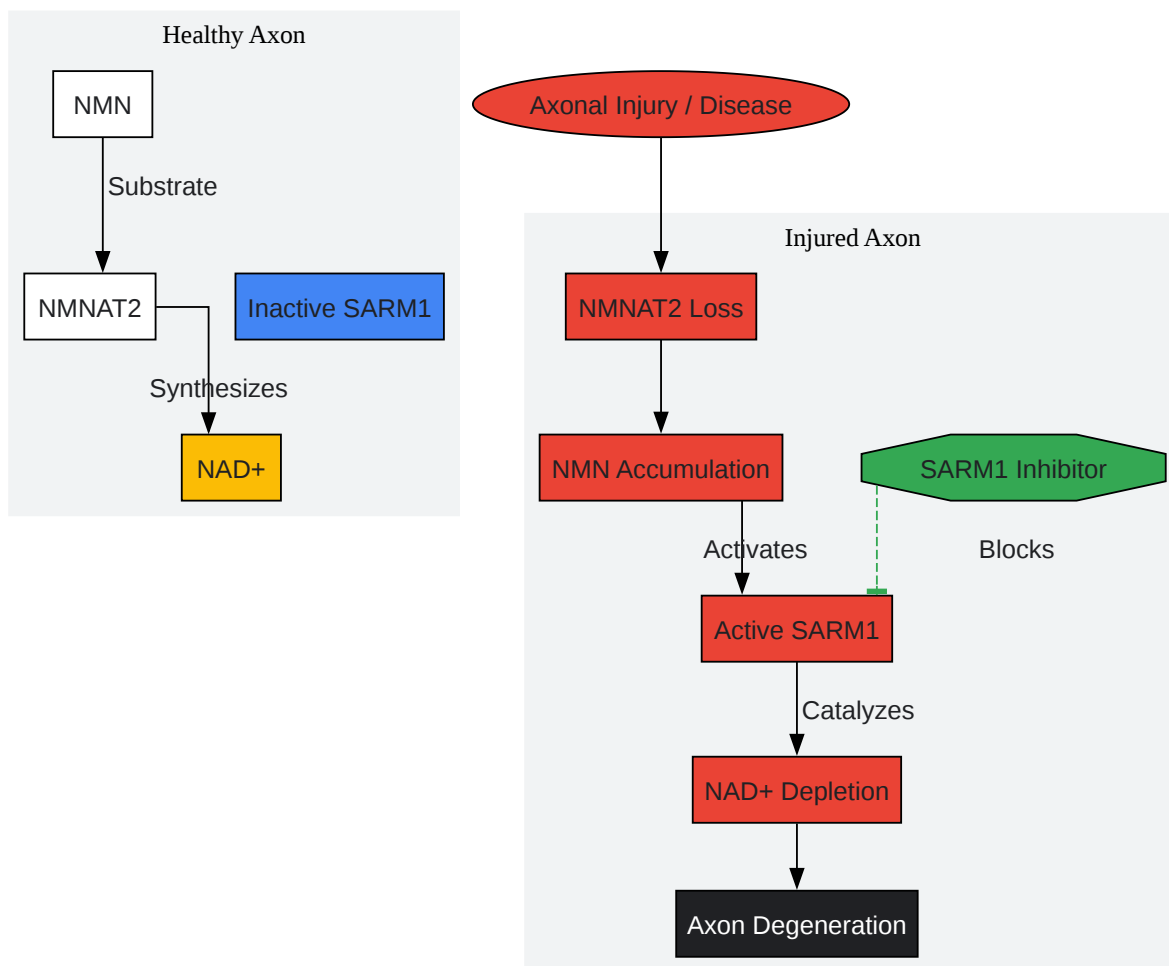 Healthy Axon
NMN
Substrate
NMNAT2
Inactive SARM1
Synthesizes
NAD+
Axonal Injury / Disease
Injured Axon
NMNAT2 Loss
NMN Accumulation
SARM1 Inhibitor
Activates
Blocks
Active SARM1
Catalyzes
NAD+ Depletion
Axon Degeneration